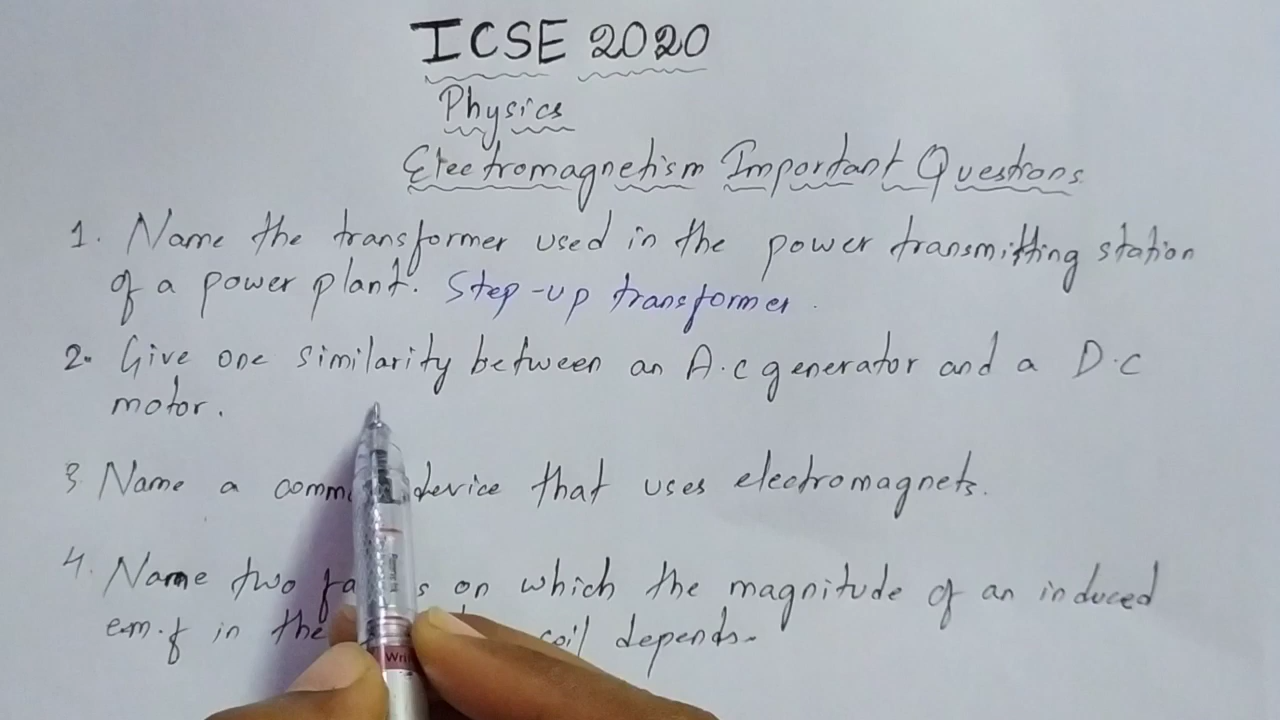 ICSE 2020
Physics
Electromagnetism Important Questions
1. Name the transformer used in the power transmitting station
of a power plant. Step-up transformer.
2. Give one similarity between an A.c generator and a D.c
motor.
3 Name a device that uses electromagnets.
4. Name two on which the magnitude of an induced
e.m.f in the coil depends.
Wri